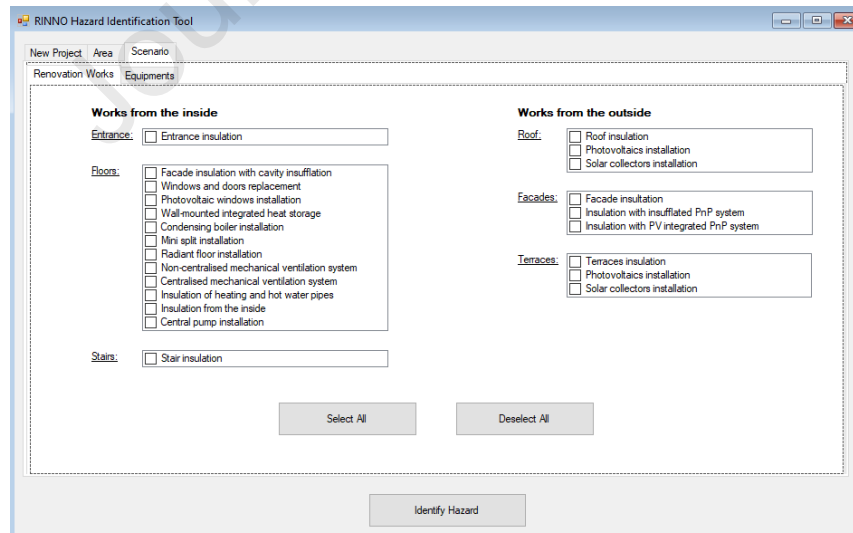 RINNO Hazard Identification Tool
New Project Area Scenario
Renovation Works Equipments
Works from the inside
Entrance: Entrance insulation
Floors: Facade insulation with cavity insufflation
Windows and doors replacement
Photovoltaic windows installation
Wall-mounted integrated heat storage
Condensing boiler installation
Mini split installation
Radiant floor installation
Non-centralised mechanical ventilation system
Centralised mechanical ventilation system
Insulation of heating and hot water pipes
Insulation from the inside
Central pump installation
Stairs: Stair insulation
Works from the outside
Roof: Roof insulation
Photovoltaics installation
Solar collectors installation
Facades: Facade insultation
Insulation with insufflated PnP system
Insulation with PV integrated PnP system
Terraces: Terraces insulation
Photovoltaics installation
Solar collectors installation
Select All Deselect All
Identify Hazard
Jou